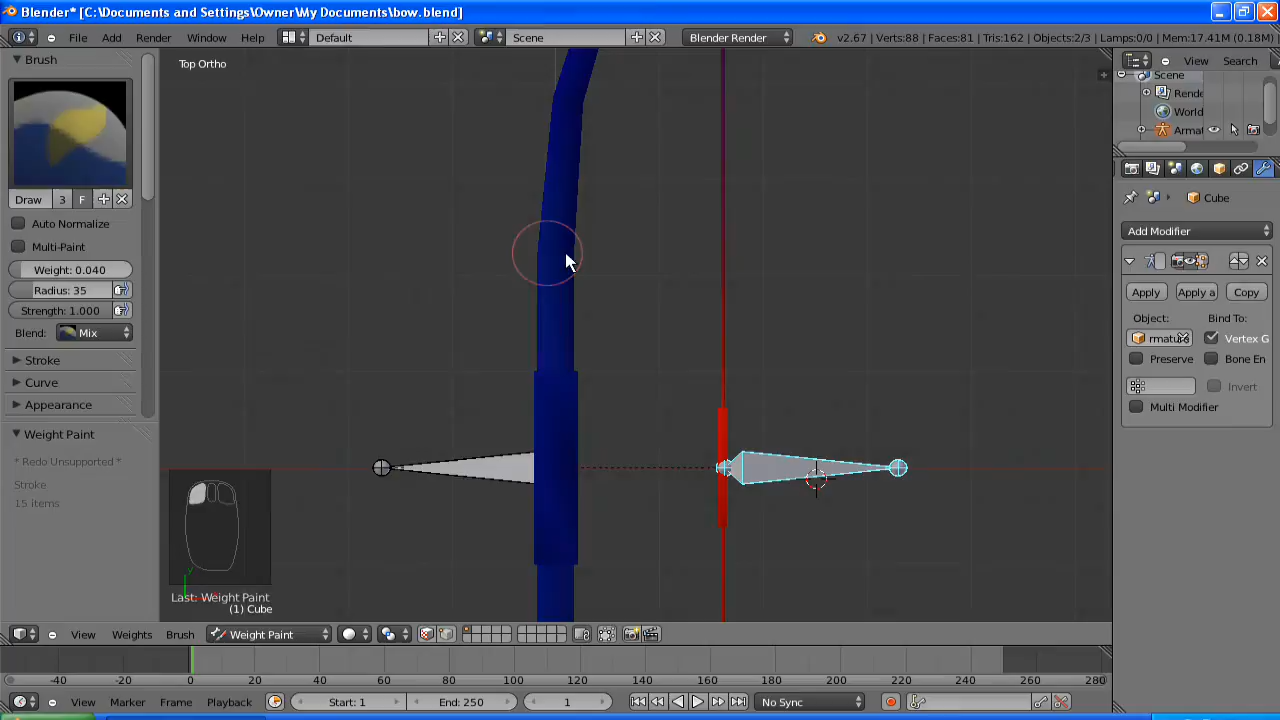 Blender* [C:\Documents and Settings\Owner\My Documents\bow.blend]
File Add Render Window Help Default Scene Blender Render v2.67 | Verts:88 | Faces:81 | Tris:162 | Objects:2/3 | Lamps:0/0 | Mem:17.41M (0.18M)
Brush
Top Ortho
Draw 3 F
Auto Normalize
Multi-Paint
Weight: 0.040
Radius: 35
Strength: 1.000
Blend: Mix
Stroke
Curve
Appearance
Weight Paint
* Redo Unsupported *
Stroke
15 items
y
Last: Weight Paint
(1) Cube
View Weights Brush Weight Paint
-40 -20 0 20 40 60 80 100 120 140 160 180 200 220 240 260 280
View Marker Frame Playback Start: 1 End: 250 1 No Sync
View Search
Scene
Rende
World
Armat
Cube
Add Modifier
Apply Apply a Copy
Object: Bind To:
rmature Vertex G
Preserve Bone En
Invert
Multi Modifier